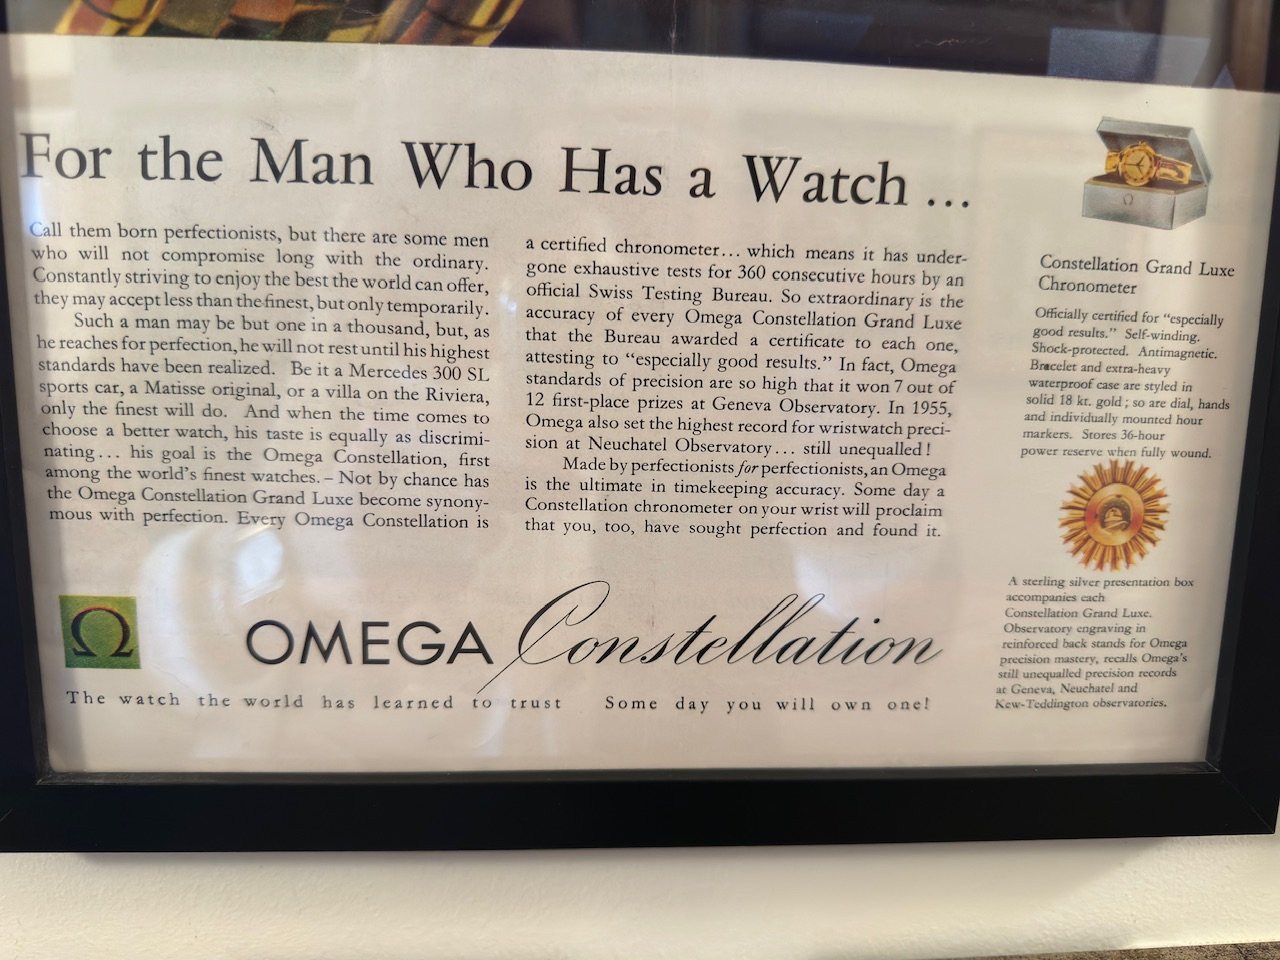 For the Man Who Has a Watch ...
Call them born perfectionists, but there are some men
who will not compromise long with the ordinary.
Constantly striving to enjoy the best the world can offer,
they may accept less than the finest, but only temporarily.
Such a man may be but one in a thousand, but, as
he reaches for perfection, he will not rest until his highest
standards have been realized. Be it a Mercedes 300 SL
sports car, a Matisse original, or a villa on the Riviera,
only the finest will do. And when the time comes to
choose a better watch, his taste is equally as discrimi-
nating... his goal is the Omega Constellation, first
among the world's finest watches. – Not by chance has
the Omega Constellation Grand Luxe become synony-
mous with perfection. Every Omega Constellation is
a certified chronometer... which means it has under-
gone exhaustive tests for 360 consecutive hours by an
official Swiss Testing Bureau. So extraordinary is the
accuracy of every Omega Constellation Grand Luxe
that the Bureau awarded a certificate to each one,
attesting to “especially good results.” In fact, Omega
standards of precision are so high that it won 7 out of
12 first-place prizes at Geneva Observatory. In 1955,
Omega also set the highest record for wristwatch preci-
sion at Neuchatel Observatory... still unequalled !
Made by perfectionists for perfectionists, an Omega
is the ultimate in timekeeping accuracy. Some day a
Constellation chronometer on your wrist will proclaim
that you, too, have sought perfection and found it.
Constellation Grand Luxe
Chronometer
Officially certified for “especially
good results.” Self-winding.
Shock-protected. Antimagnetic.
Bracelet and extra-heavy
waterproof case are styled in
solid 18 kt. gold ; so are dial, hands
and individually mounted hour
markers. Stores 36-hour
power reserve when fully wound.
A sterling silver presentation box
accompanies each
Constellation Grand Luxe.
Observatory engraving in
reinforced back stands for Omega
precision mastery, recalls Omega's
still unequalled precision records
at Geneva, Neuchatel and
Kew-Teddington observatories.
Ω
OMEGA Constellation
The watch the world has learned to trust Some day you will own one!